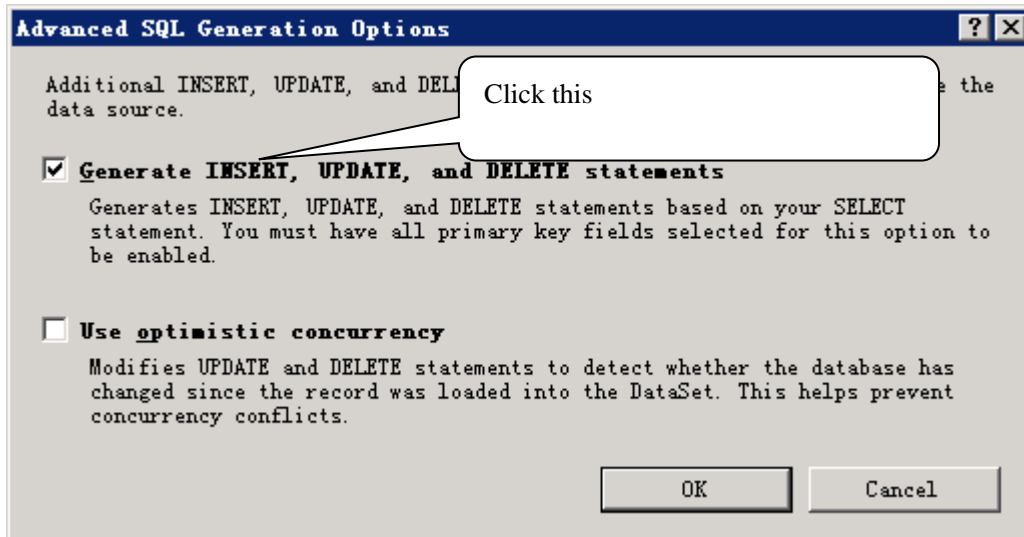 Advanced SQL Generation Options
Additional INSERT, UPDATE, and the
data source.
Click this
Generate INSERT, UPDATE, and DELETE statements
Generates INSERT, UPDATE, and DELETE statements based on your SELECT
statement. You must have all primary key fields selected for this option to
be enabled.
Use optimistic concurrency
Modifies UPDATE and DELETE statements to detect whether the database has
changed since the record was loaded into the DataSet. This helps prevent
concurrency conflicts.
OK Cancel